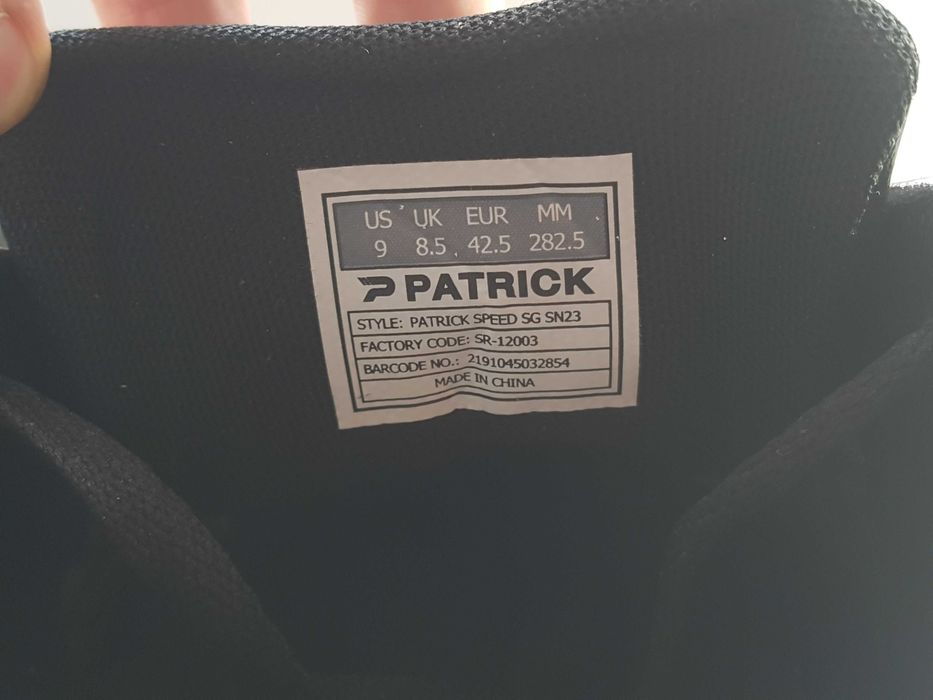 US UK EUR MM
9 8.5 42.5 282.5
PATRICK
STYLE: PATRICK SPEED SG SN23
FACTORY CODE: SR-12003
BARCODE NO.: 2191045032854
MADE IN CHINA